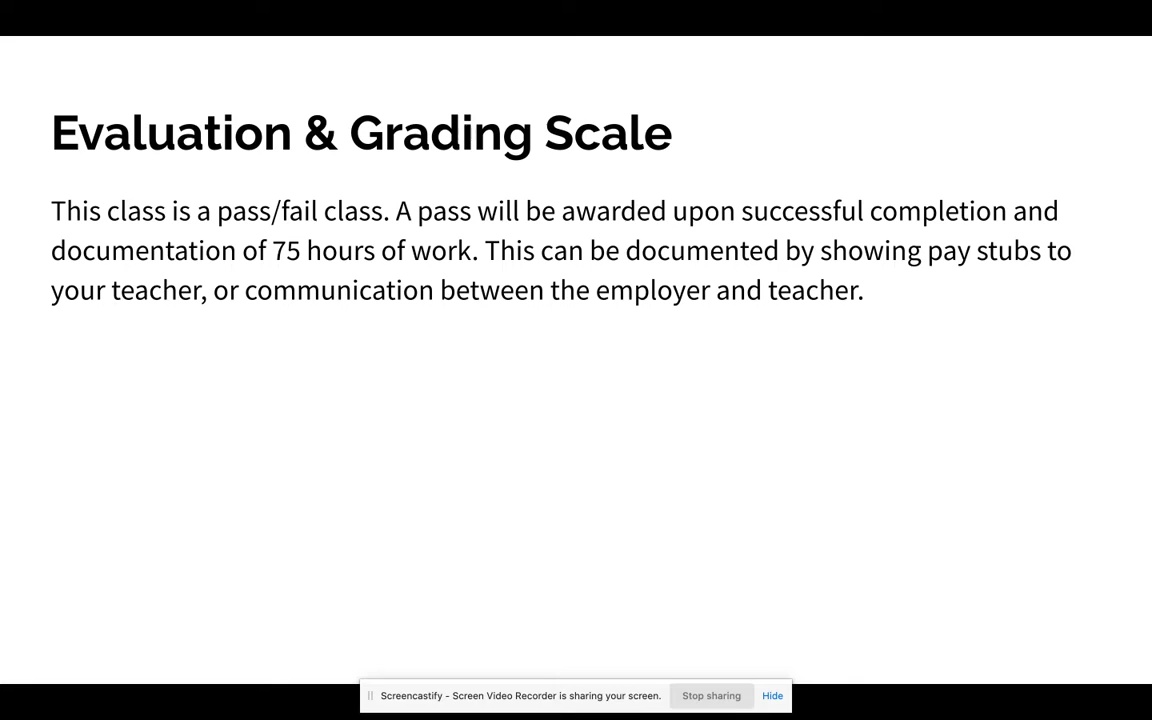 Evaluation & Grading Scale
This class is a pass/fail class. A pass will be awarded upon successful completion and
documentation of 75 hours of work. This can be documented by showing pay stubs to
your teacher, or communication between the employer and teacher.
Screencastify - Screen Video Recorder is sharing your screen. Stop sharing Hide